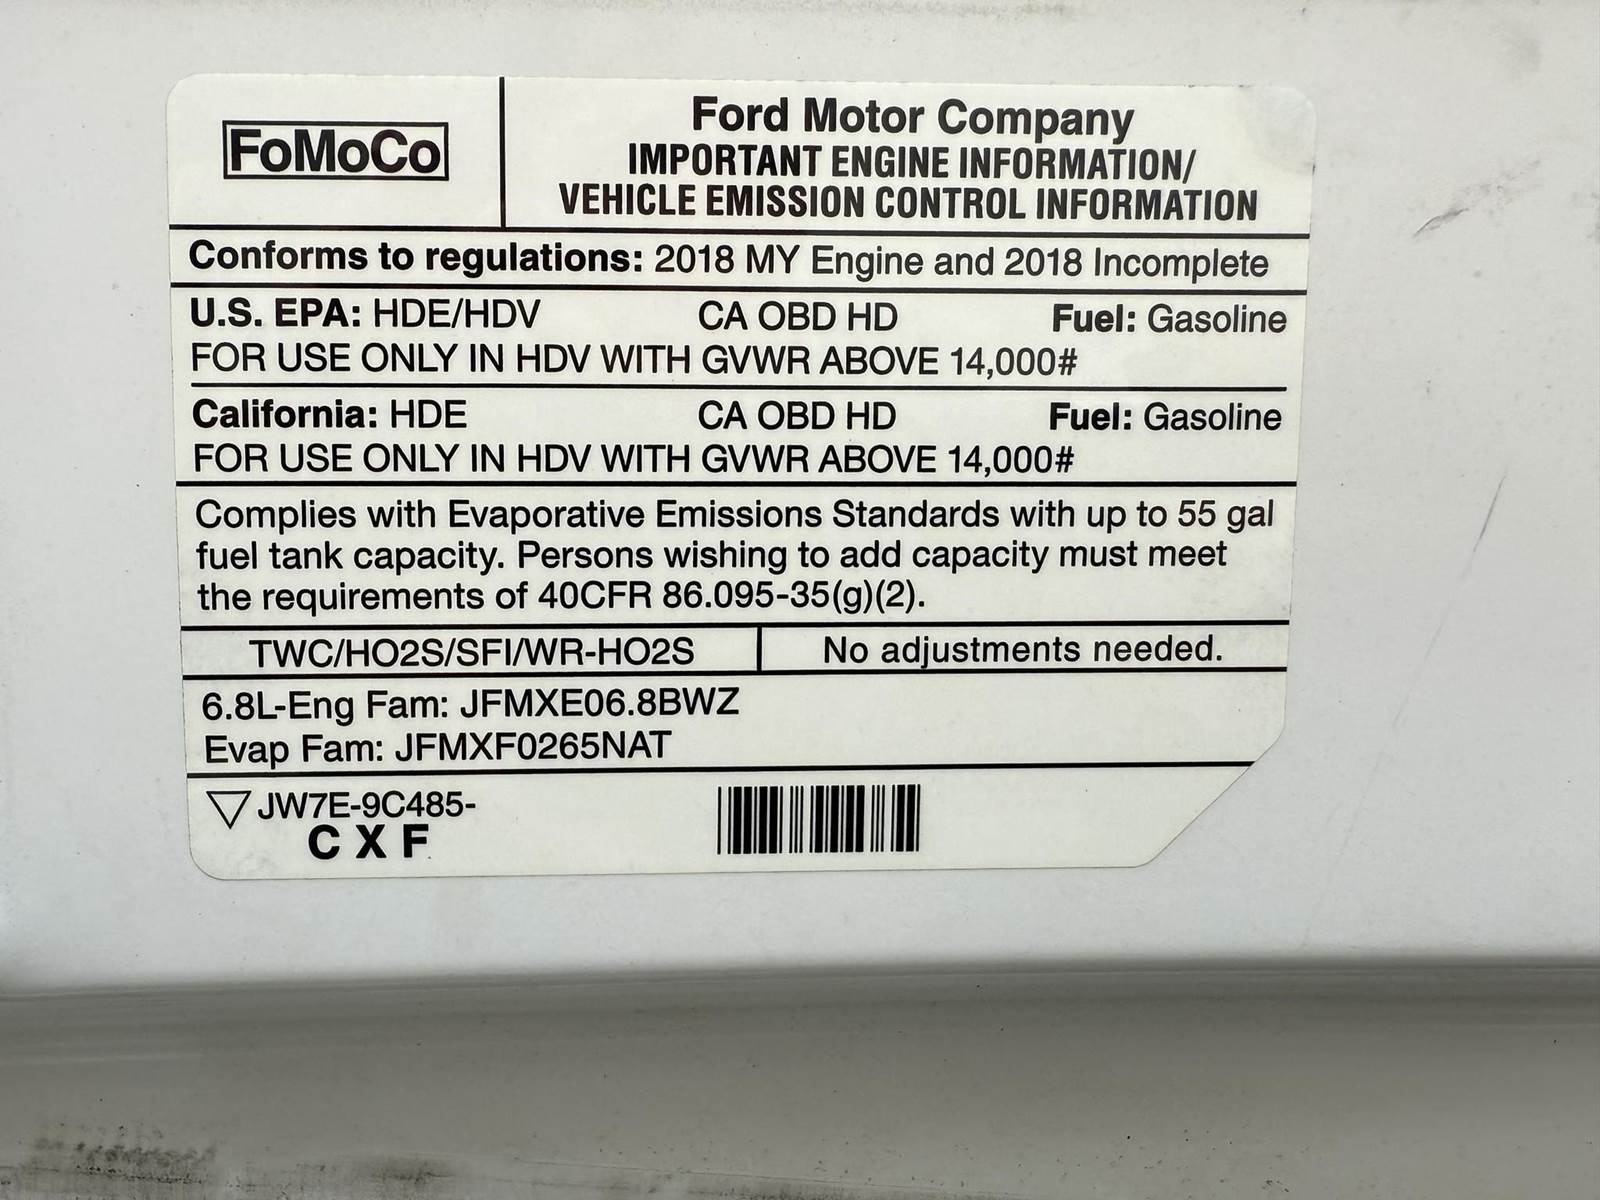 FoMoCo
Ford Motor Company
IMPORTANT ENGINE INFORMATION/
VEHICLE EMISSION CONTROL INFORMATION
Conforms to regulations: 2018 MY Engine and 2018 Incomplete
U.S. EPA: HDE/HDV CA OBD HD Fuel: Gasoline
FOR USE ONLY IN HDV WITH GVWR ABOVE 14,000#
California: HDE CA OBD HD Fuel: Gasoline
FOR USE ONLY IN HDV WITH GVWR ABOVE 14,000#
Complies with Evaporative Emissions Standards with up to 55 gal
fuel tank capacity. Persons wishing to add capacity must meet
the requirements of 40CFR 86.095-35(g)(2).
TWC/HO2S/SFI/WR-HO2S No adjustments needed.
6.8L-Eng Fam: JFMXE06.8BWZ
Evap Fam: JFMXF0265NAT
JW7E-9C485-
C X F